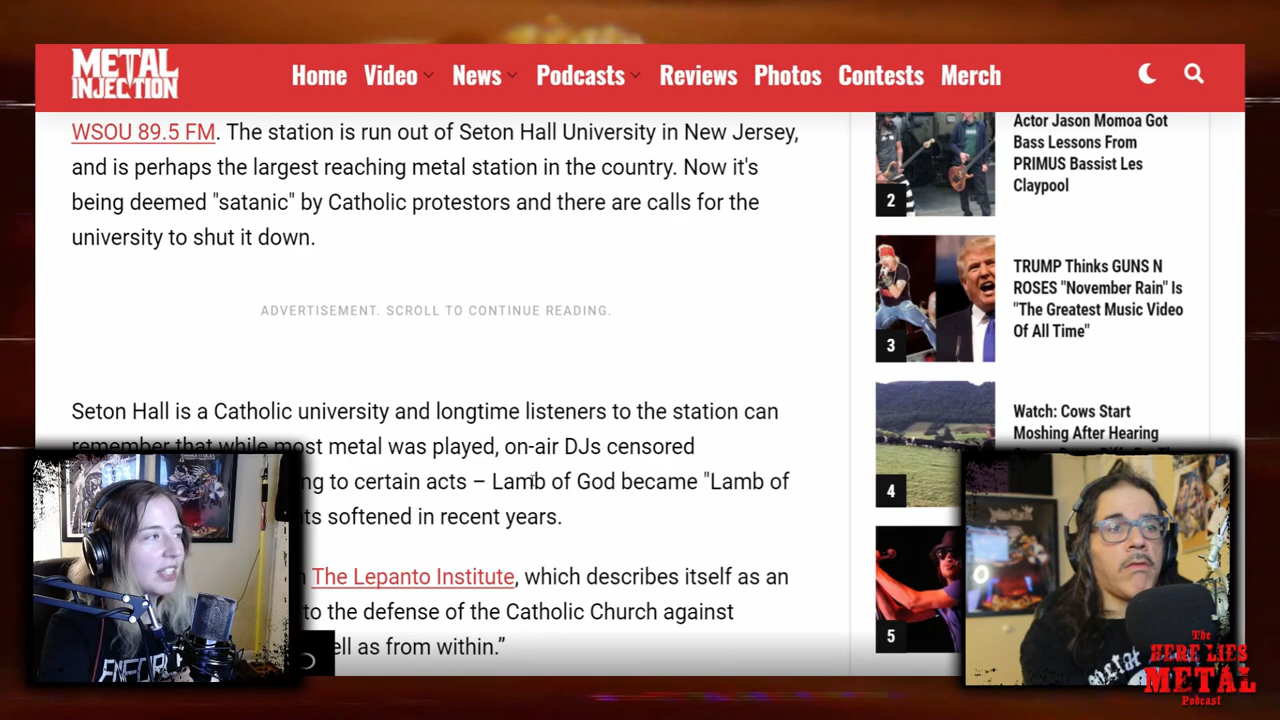 METAL
INJECTION
Home Video News Podcasts Reviews Photos Contests Merch
WSOU 89.5 FM. The station is run out of Seton Hall University in New Jersey,
and is perhaps the largest reaching metal station in the country. Now it's
being deemed "satanic" by Catholic protestors and there are calls for the
university to shut it down.
ADVERTISEMENT. SCROLL TO CONTINUE READING.
Seton Hall is a Catholic university and longtime listeners to the station can
remember that while most metal was played, on-air DJs censored
ng to certain acts – Lamb of God became "Lamb of
ts softened in recent years.
The Lepanto Institute, which describes itself as an
to the defense of the Catholic Church against
ell as from within.”
Actor Jason Momoa Got
Bass Lessons From
PRIMUS Bassist Les
Claypool
2
TRUMP Thinks GUNS N
ROSES "November Rain" Is
"The Greatest Music Video
Of All Time"
3
Watch: Cows Start
Moshing After Hearing
4
5
The
HERE LIES
METAL
Podcast